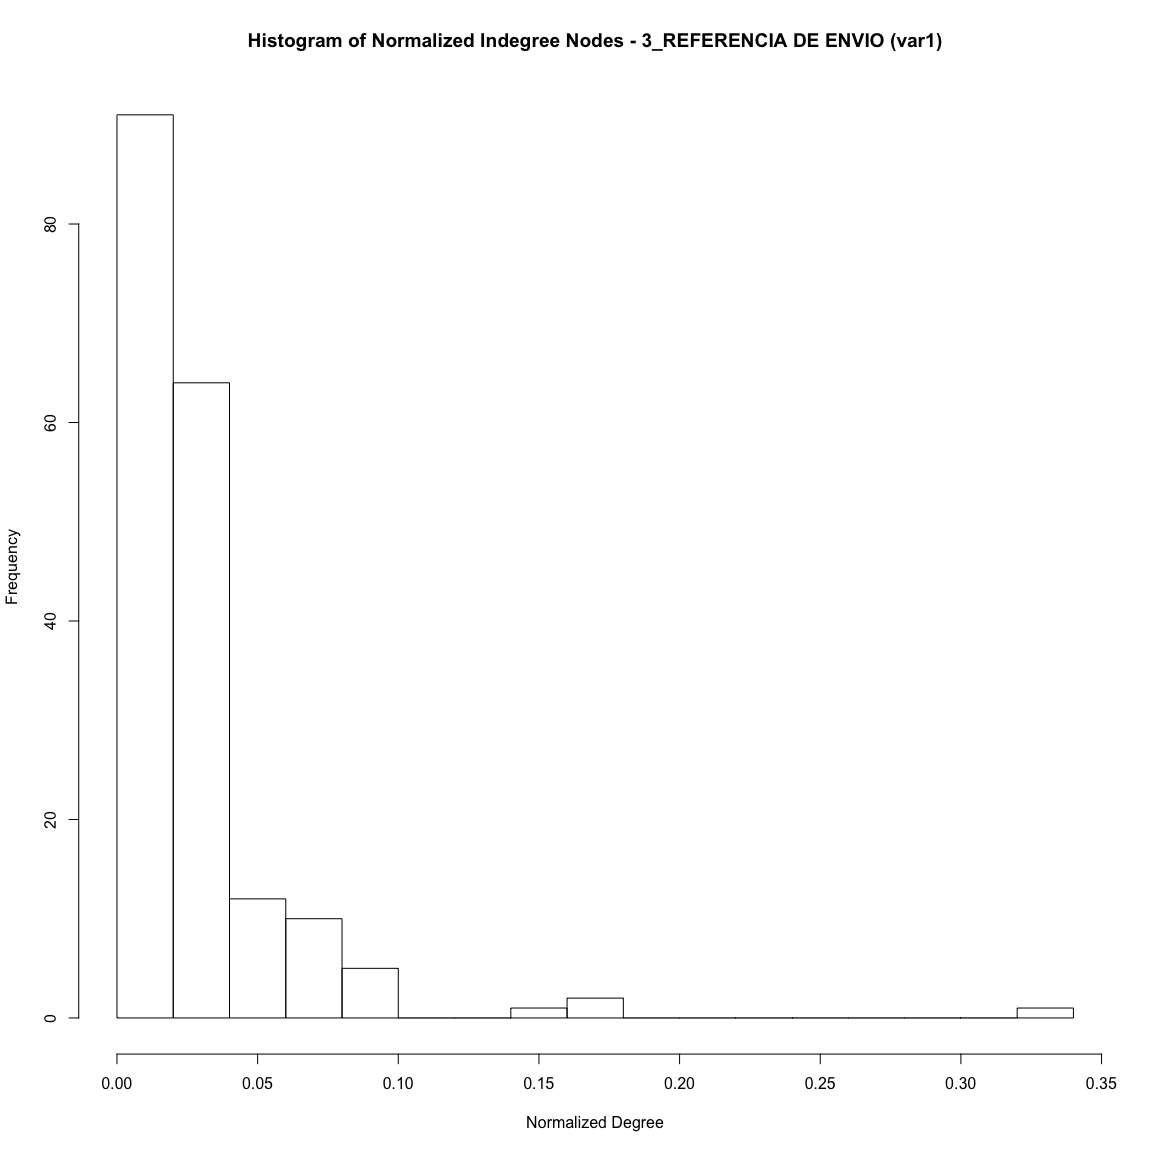 Histogram of Normalized Indegree Nodes - 3_REFERENCIA DE ENVIO (var1)
Frequency
80
60
40
20
0
0.00 0.05 0.10 0.15 0.20 0.25 0.30 0.35
Normalized Degree